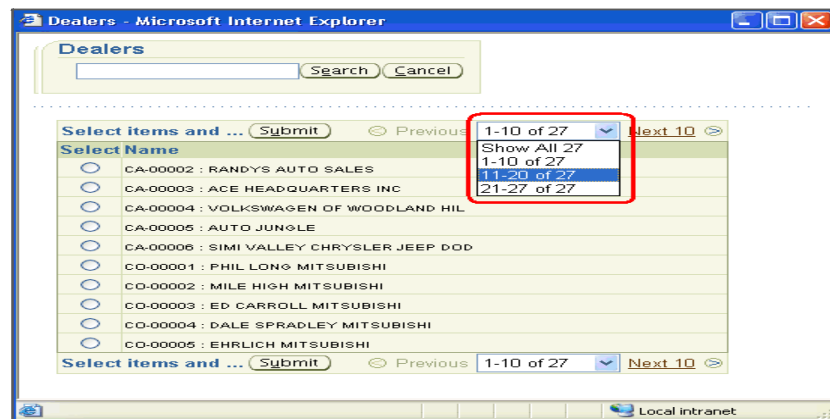 Dealers - Microsoft Internet Explorer
Dealers
Search Cancel
Select items and ... Submit Previous 1-10 of 27 Next 10
Show All 27
1-10 of 27
11-20 of 27
21-27 of 27
Select Name
CA-00002 : RANDYS AUTO SALES
CA-00003 : ACE HEADQUARTERS INC
CA-00004 : VOLKSWAGEN OF WOODLAND HIL
CA-00005 : AUTO JUNGLE
CA-00006 : SIMI VALLEY CHRYSLER JEEP DOD
CO-00001 : PHIL LONG MITSUBISHI
CO-00002 : MILE HIGH MITSUBISHI
CO-00003 : ED CARROLL MITSUBISHI
CO-00004 : DALE SPRADLEY MITSUBISHI
CO-00005 : EHRLICH MITSUBISHI
Select items and ... Submit Previous 1-10 of 27 Next 10
Local intranet